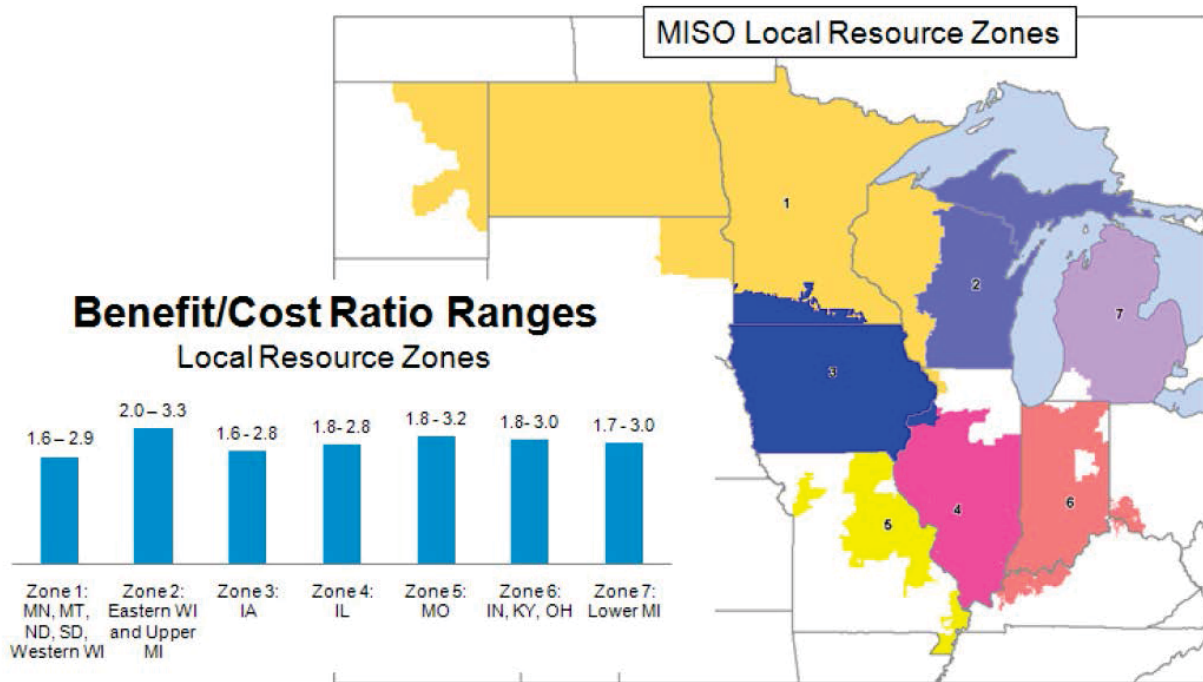 MISO Local Resource Zones
1
2
7
3
4
5
6
Benefit/Cost Ratio Ranges
Local Resource Zones
1.6 – 2.9
2.0 – 3.3
1.6 - 2.8
1.8- 2.8
1.8 - 3.2
1.8- 3.0
1.7 - 3.0
Zone 1:
MN, MT,
ND, SD,
Western WI
Zone 2:
Eastern WI
and Upper
MI
Zone 3:
IA
Zone 4:
IL
Zone 5:
MO
Zone 6:
IN, KY, OH
Zone 7:
Lower MI